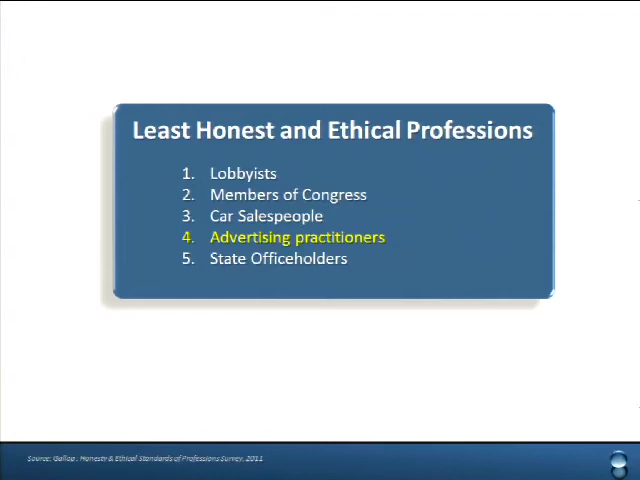 Least Honest and Ethical Professions
1. Lobbyists
2. Members of Congress
3. Car Salespeople
4. Advertising practitioners
5. State Officeholders
Source: Gallop, Honesty & Ethical Standards of Professions Survey, 2011